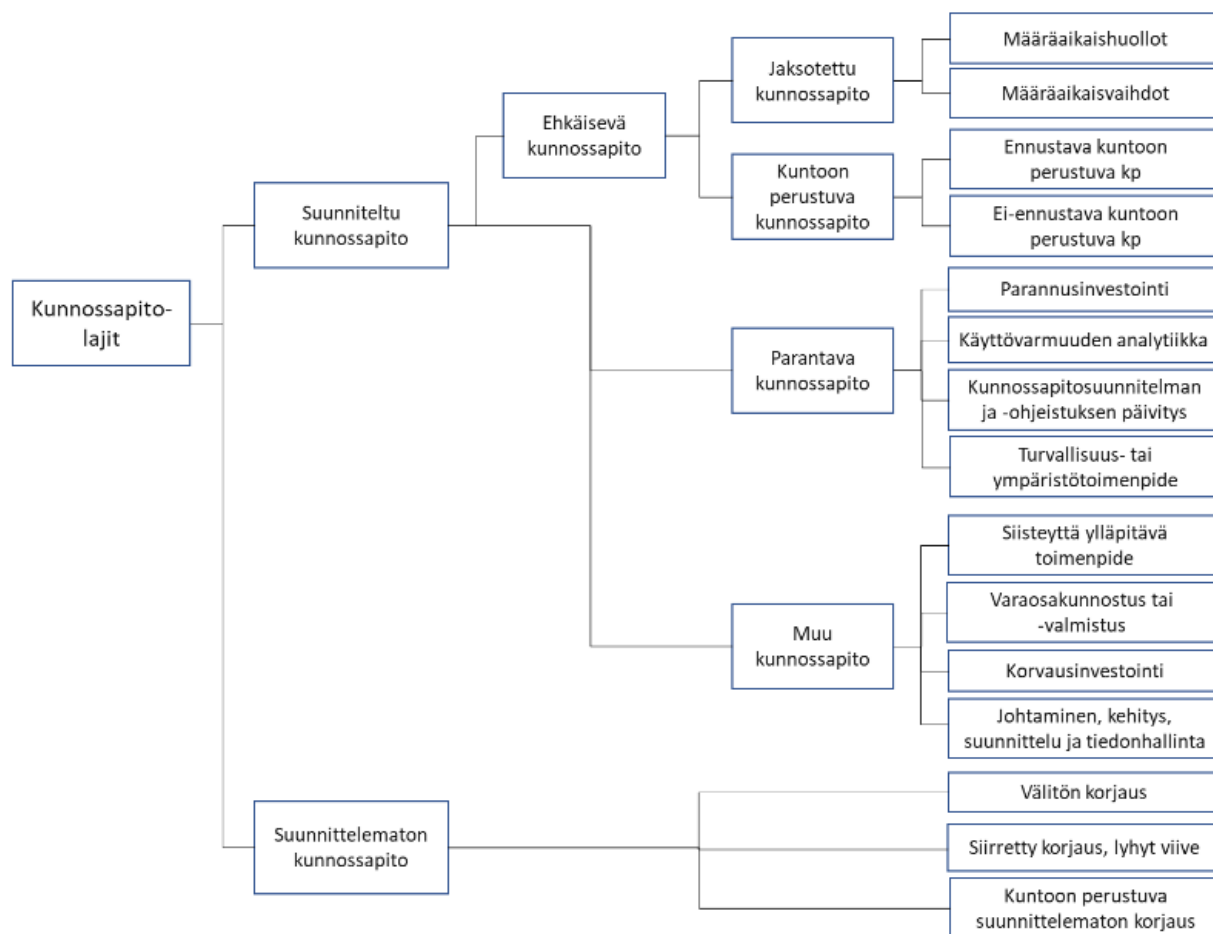 Kunnossapito-
lajit
Suunniteltu
kunnossapito
Ehkäisevä
kunnossapito
Jaksotettu
kunnossapito
Määräaikaishuollot
Määräaikaisvaihdot
Kuntoon
perustuva
kunnossapito
Ennustava kuntoon
perustuva kp
Ei-ennustava kuntoon
perustuva kp
Parantava
kunnossapito
Parannusinvestointi
Käyttövarmuuden analytiikka
Kunnossapitosuunnitelman
ja -ohjeistuksen päivitys
Turvallisuus- tai
ympäristötoimenpide
Muu
kunnossapito
Siisteyttä ylläpitävä
toimenpide
Varaosakunnostus tai
-valmistus
Korvausinvestointi
Johtaminen, kehitys,
suunnittelu ja tiedonhallinta
Suunnittelematon
kunnossapito
Välitön korjaus
Siirretty korjaus, lyhyt viive
Kuntoon perustuva
suunnittelematon korjaus